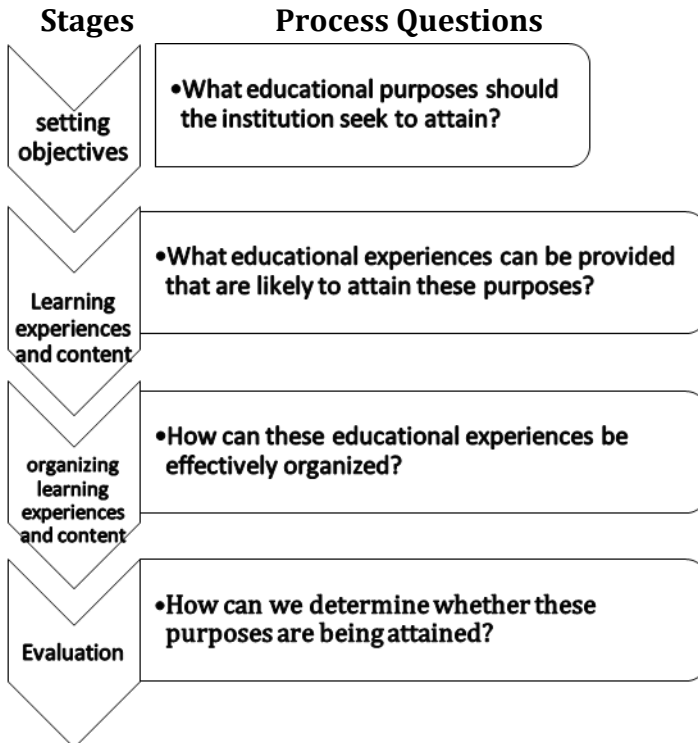 Stages
Process Questions
setting
objectives
•What educational purposes should
the institution seek to attain?
Learning
experiences
and content
•What educational experiences can be provided
that are likely to attain these purposes?
organizing
learning
experiences
and content
•How can these educational experiences be
effectively organized?
Evaluation
•How can we determine whether these
purposes are being attained?